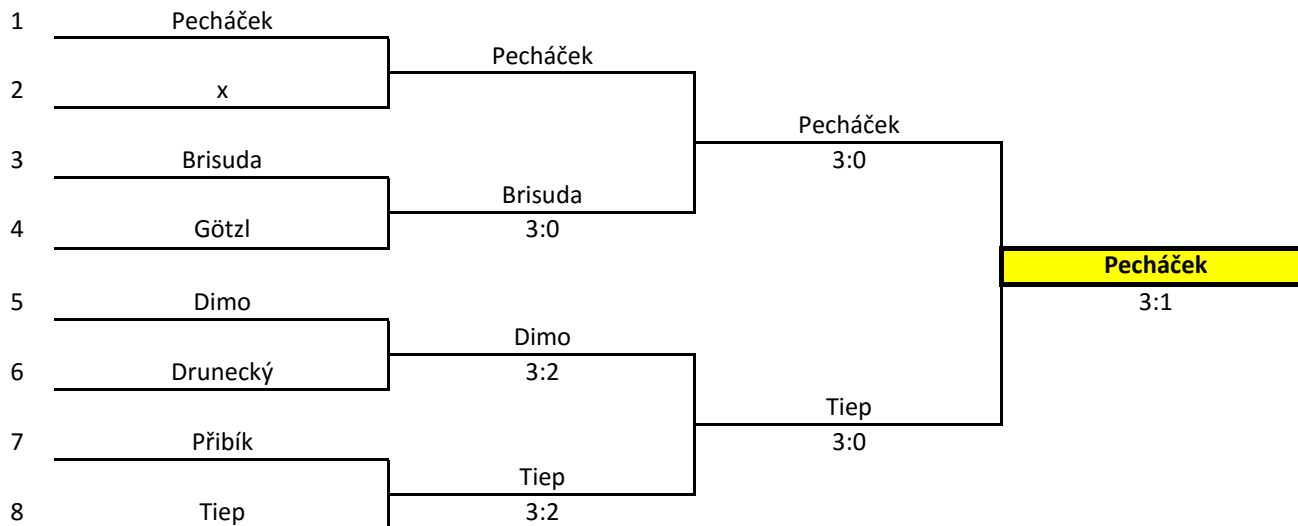 1 Pecháček
Pecháček
2 x
Pecháček
3 Brisuda
3:0
Brisuda
4 Götzl
3:0
Pecháček
5 Dimo
3:1
Dimo
6 Drunecký
3:2
Tiep
7 Přibík
3:0
Tiep
8 Tiep
3:2